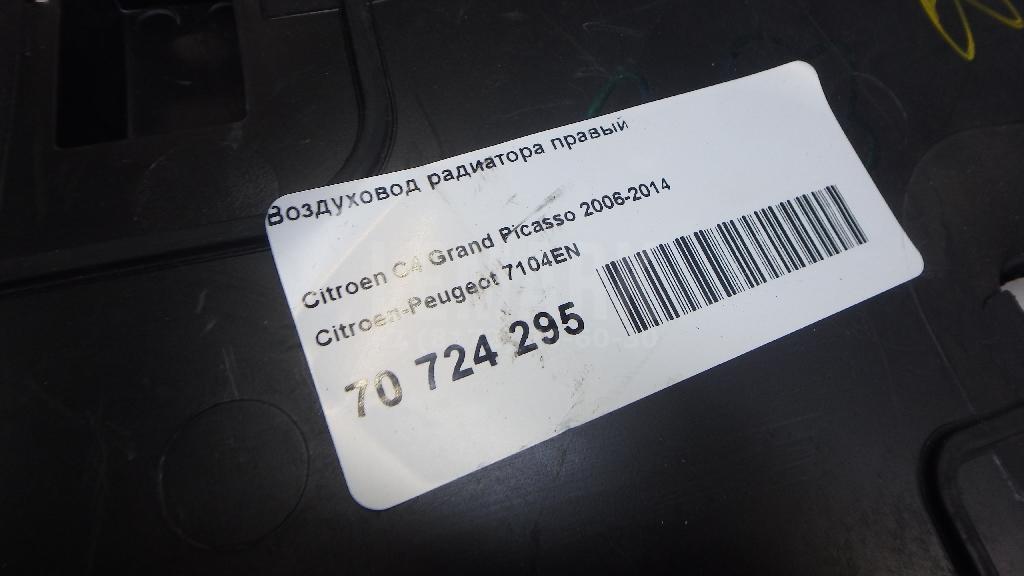 Воздуховод радиатора правый
Citroen C4 Grand Picasso 2006-2014
Citroen-Peugeot 7104EN
70 724 295